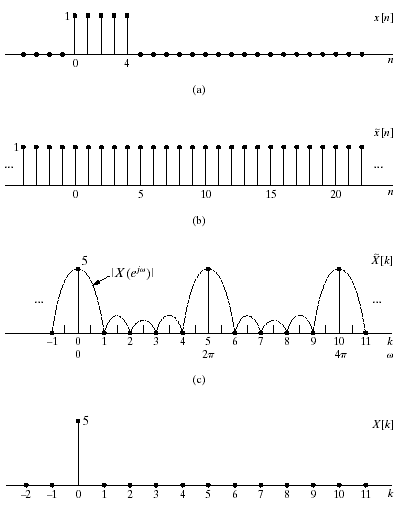 1
x[n]
0 4 n
(a)
x̃[n]
1
... ...
0 5 10 15 20 n
(b)
X̃[k]
5
|X(e^{jω})|
... ...
–1 0 1 2 3 4 5 6 7 8 9 10 11 k
0 2π 4π ω
(c)
5
X[k]
–2 –1 0 1 2 3 4 5 6 7 8 9 10 11 k